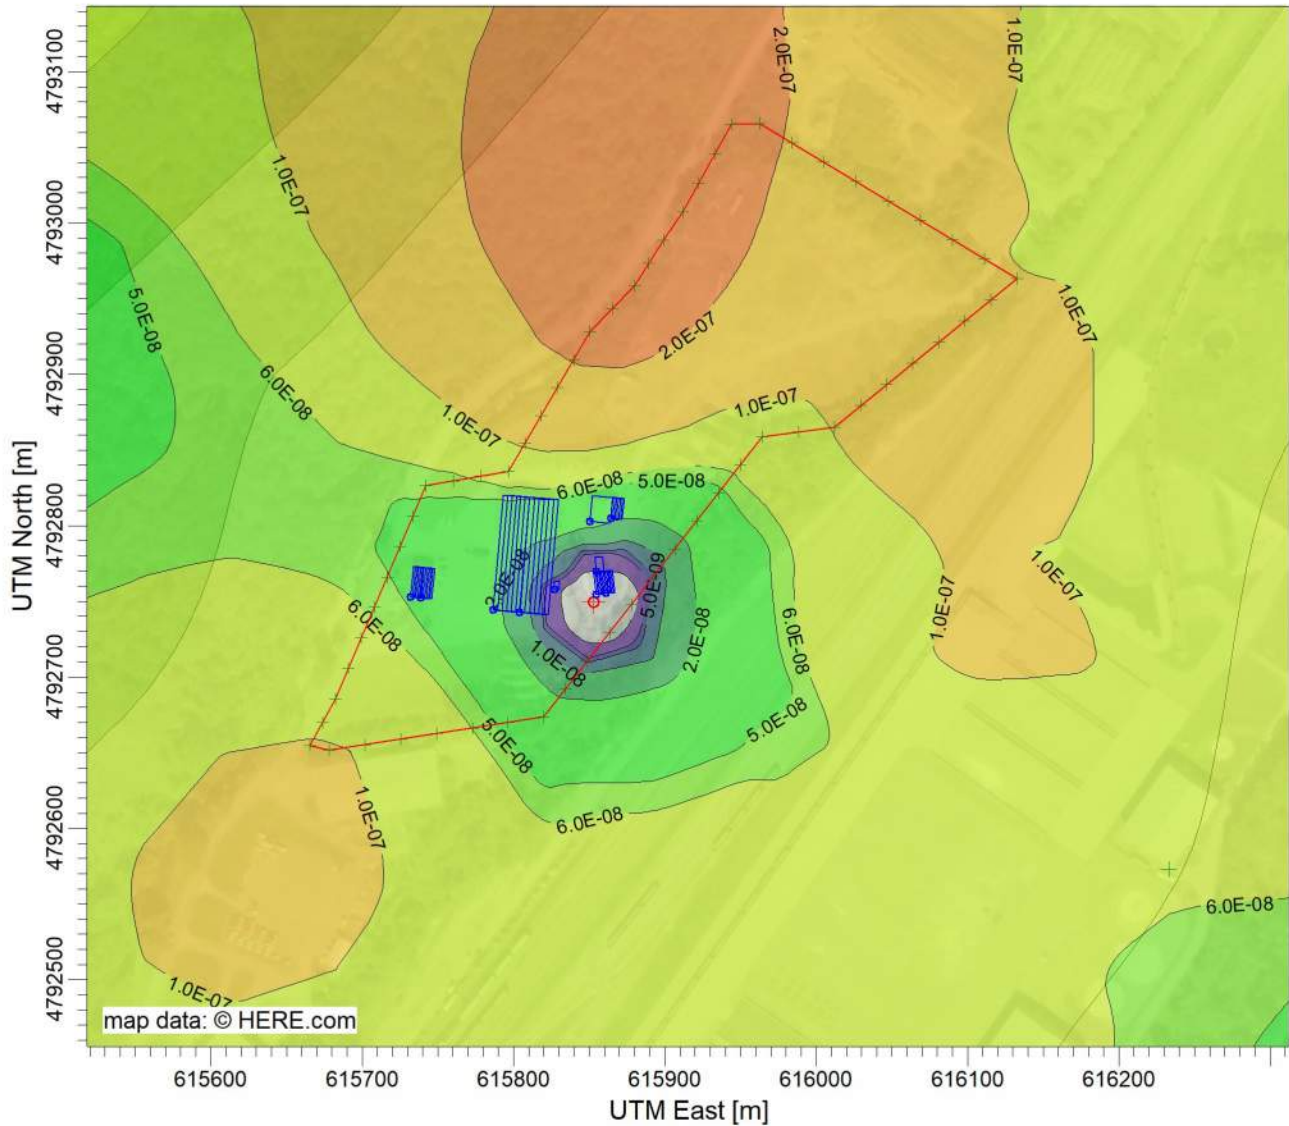 2.0E-07
1.0E-07
1.0E-07
5.0E-08
1.0E-07
2.0E-07
6.0E-08
1.0E-07
1.0E-07
6.0E-08
5.0E-08
2.0E-08
5.0E-09
1.0E-07
1.0E-07
6.0E-08
6.0E-08
2.0E-08
1.0E-08
5.0E-08
5.0E-08
1.0E-07
6.0E-08
6.0E-08
1.0E-07
map data: © HERE.com
4793100
4793000
4792900
4792800
4792700
4792600
4792500
UTM North [m]
615600 615700 615800 615900 616000 616100 616200
UTM East [m]